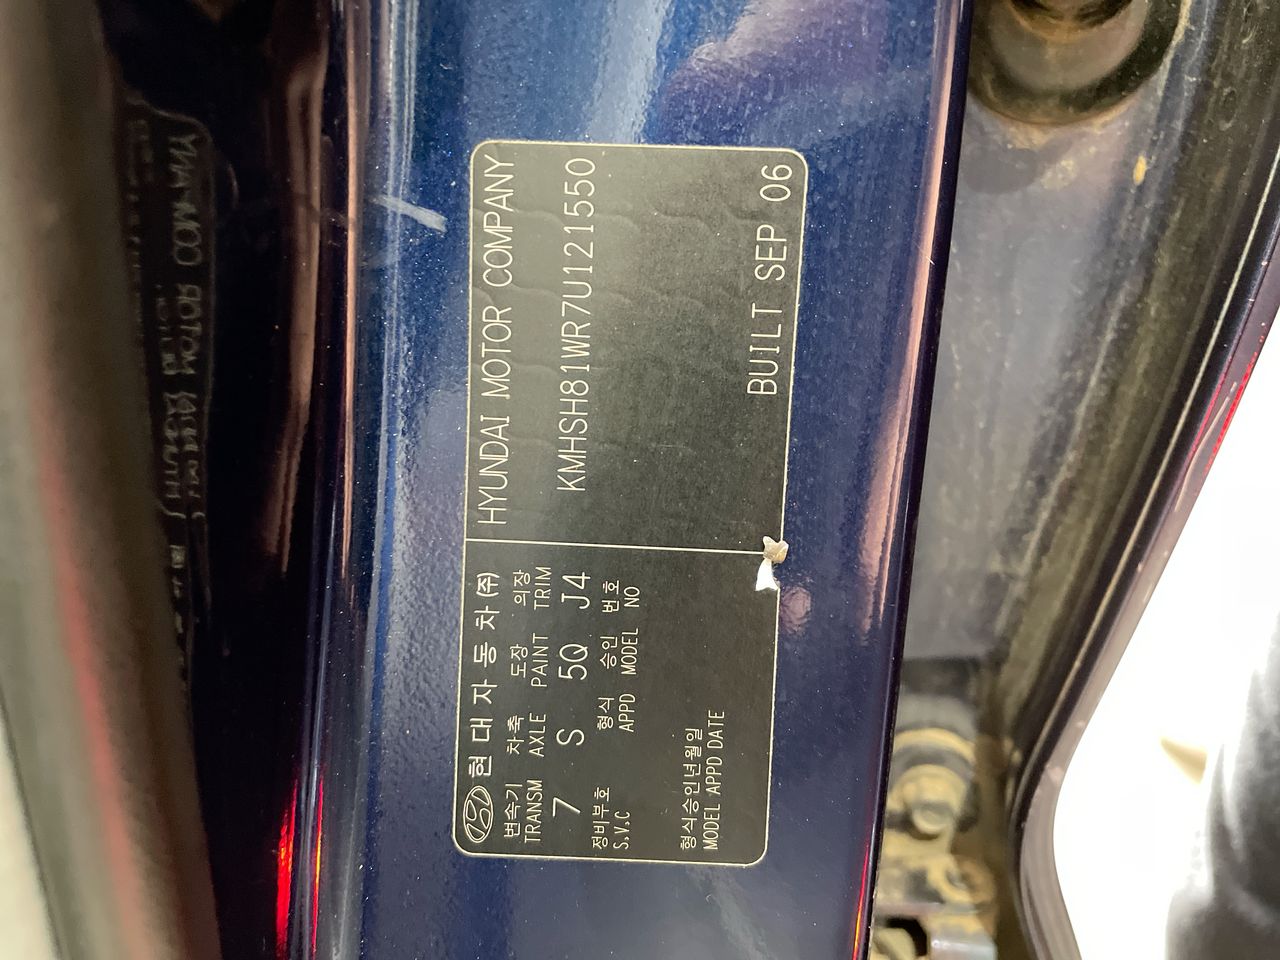 현대자동차(주)
HYUNDAI MOTOR COMPANY
변속기 차축 도장 의장
TRANSM AXLE PAINT TRIM
7 S 5Q J4
KMHSH81WR7U121550
정비부호 형식 승인 번호
S.V.C APPD MODEL NO
형식승인년월일
MODEL APPD DATE
BUILT SEP 06